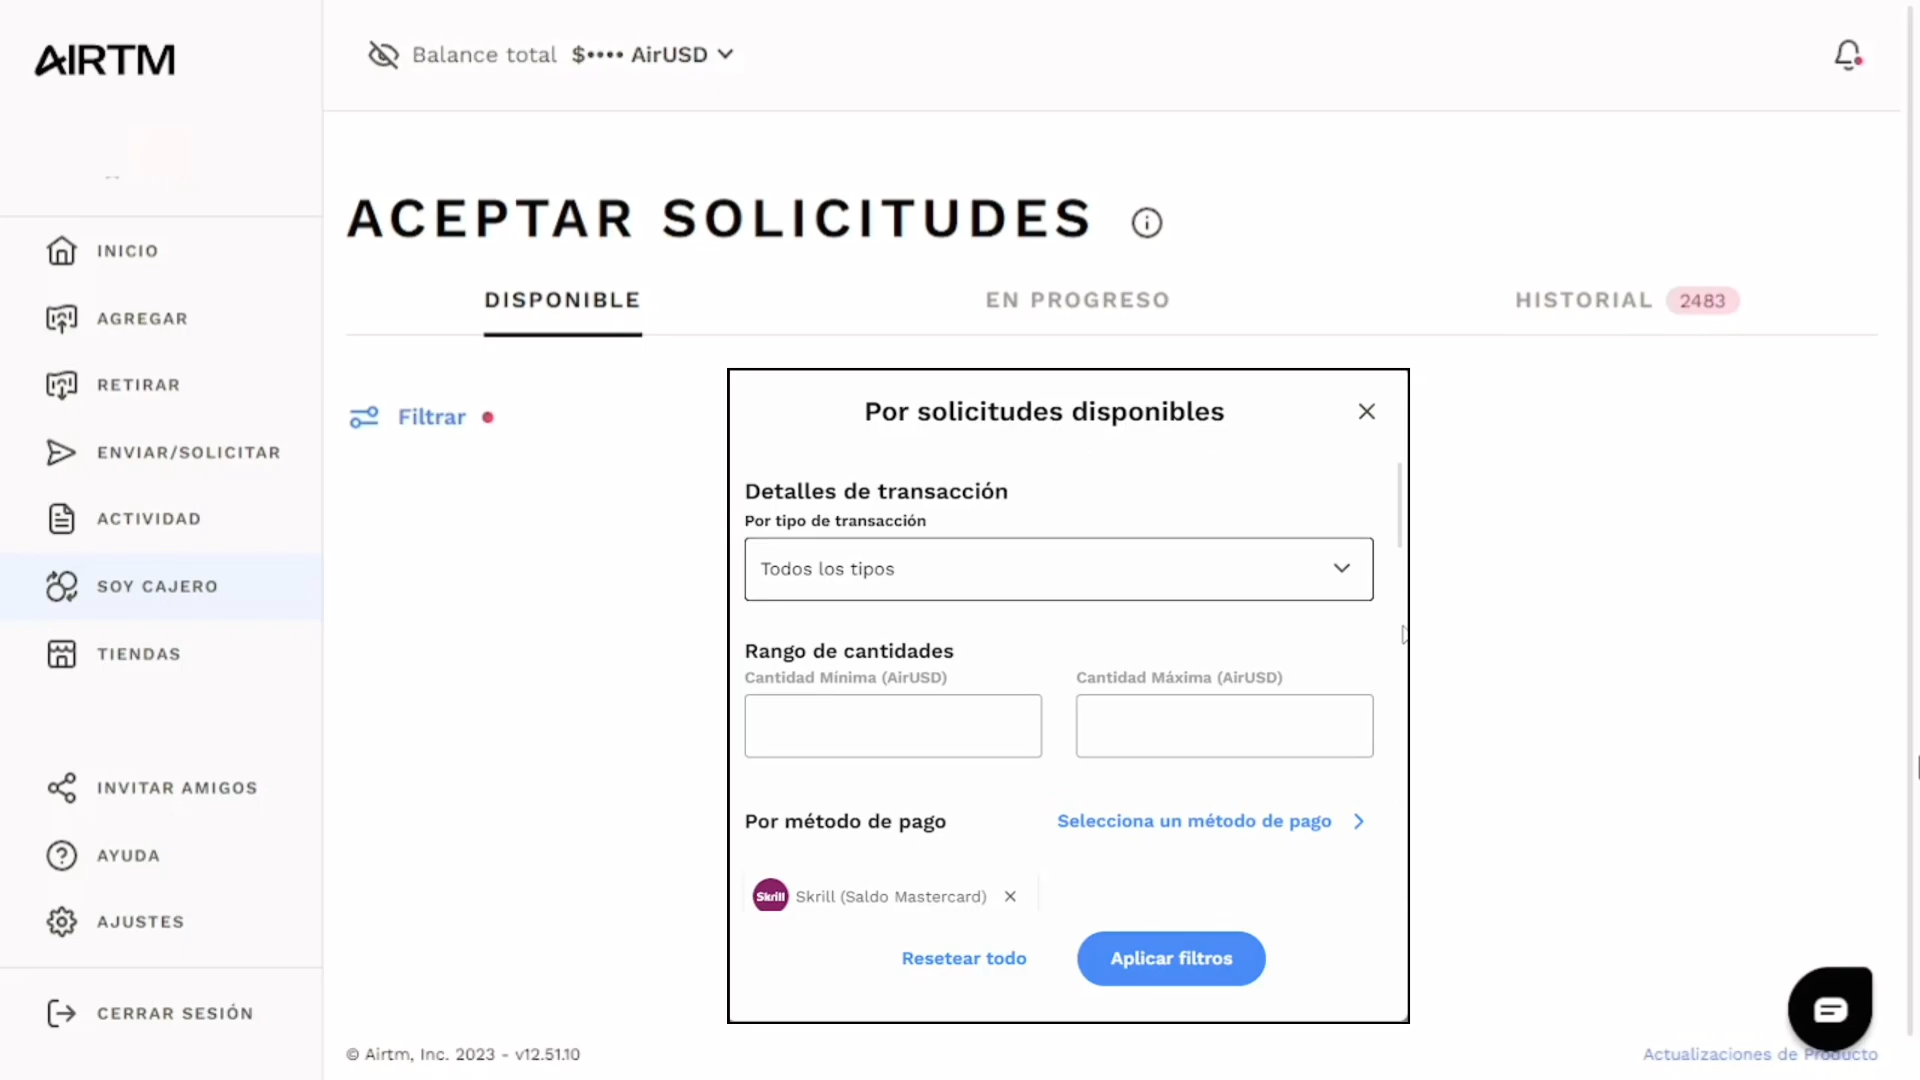 AIRTM
Balance total $•••• AirUSD
INICIO
AGREGAR
RETIRAR
ENVIAR/SOLICITAR
ACTIVIDAD
SOY CAJERO
TIENDAS
INVITAR AMIGOS
AYUDA
AJUSTES
CERRAR SESIÓN
ACEPTAR SOLICITUDES
DISPONIBLE
EN PROGRESO
HISTORIAL 2483
Filtrar
Por solicitudes disponibles
Detalles de transacción
Por tipo de transacción
Todos los tipos
Rango de cantidades
Cantidad Mínima (AirUSD)
Cantidad Máxima (AirUSD)
Por método de pago
Selecciona un método de pago
Skrill Skrill (Saldo Mastercard)
Resetear todo
Aplicar filtros
© Airtm, Inc. 2023 - v12.51.10
Actualizaciones de Producto